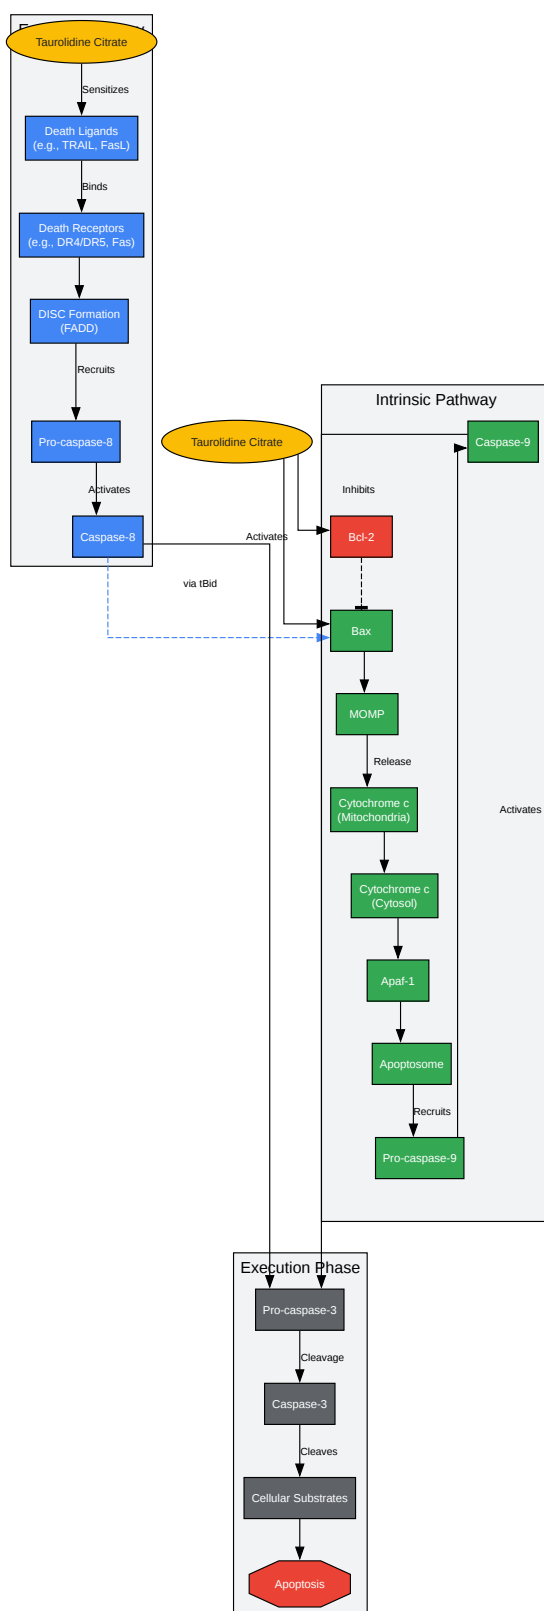 Taurolidine Citrate
Sensitizes
Death Ligands
(e.g., TRAIL, FasL)
Binds
Death Receptors
(e.g., DR4/DR5, Fas)
DISC Formation
(FADD)
Recruits
Pro-caspase-8
Activates
Caspase-8
Taurolidine Citrate
Activates
via tBid
Intrinsic Pathway
Caspase-9
Inhibits
Bcl-2
Bax
MOMP
Release
Cytochrome c
(Mitochondria)
Activates
Cytochrome c
(Cytosol)
Apaf-1
Apoptosome
Recruits
Pro-caspase-9
Execution Phase
Pro-caspase-3
Cleavage
Caspase-3
Cleaves
Cellular Substrates
Apoptosis